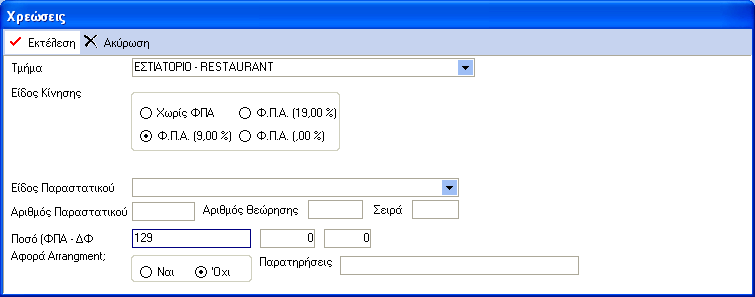 Χρεώσεις
Εκτέλεση Ακύρωση
Τμήμα ΕΣΤΙΑΤΟΡΙΟ - RESTAURANT
Είδος Κίνησης
Χωρίς ΦΠΑ Φ.Π.Α. (19,00 %)
Φ.Π.Α. (9,00 %) Φ.Π.Α. (,00 %)
Είδος Παραστατικού
Αριθμός Παραστατικού Αριθμός Θεώρησης Σειρά
Ποσό (ΦΠΑ - ΔΦ 129 0 0
Αφορά Arrangment; Ναι Όχι Παρατηρήσεις